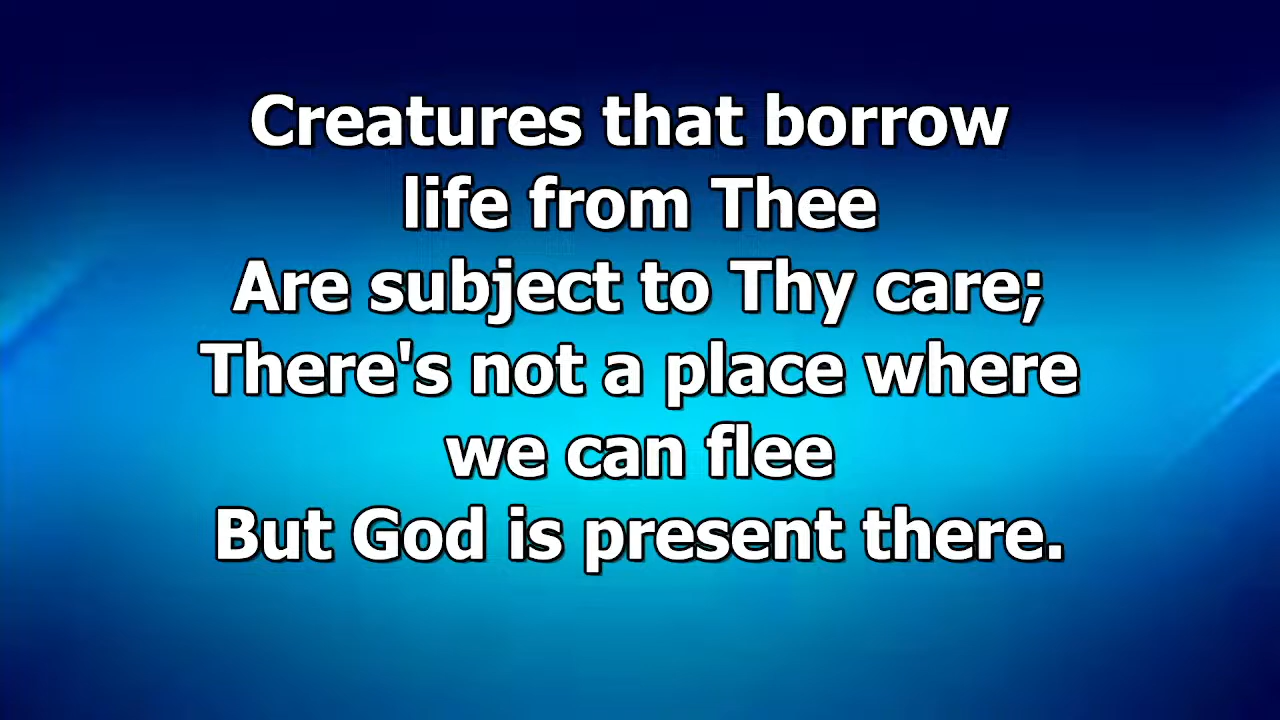 Creatures that borrow
life from Thee
Are subject to Thy care;
There's not a place where
we can flee
But God is present there.